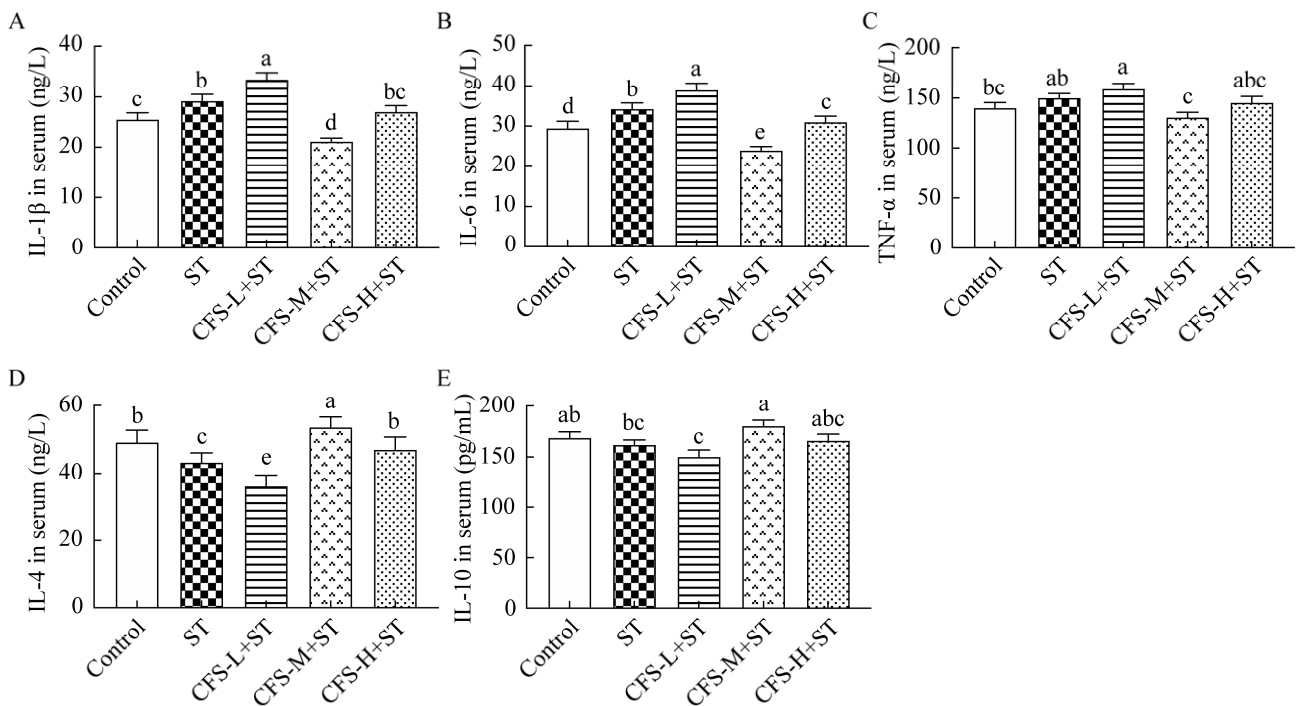 A
IL-1β in serum (ng/L)
40
30
20
10
0
c
b
a
d
bc
Control
ST
CFS-L+ST
CFS-M+ST
CFS-H+ST
B
IL-6 in serum (ng/L)
50
40
30
20
10
0
d
b
a
e
c
Control
ST
CFS-L+ST
CFS-M+ST
CFS-H+ST
C
TNF-α in serum (ng/L)
200
150
100
50
0
bc
ab
a
c
abc
Control
ST
CFS-L+ST
CFS-M+ST
CFS-H+ST
D
IL-4 in serum (ng/L)
60
40
20
0
b
c
e
a
b
Control
ST
CFS-L+ST
CFS-M+ST
CFS-H+ST
E
IL-10 in serum (pg/mL)
200
150
100
50
0
ab
bc
c
a
abc
Control
ST
CFS-L+ST
CFS-M+ST
CFS-H+ST